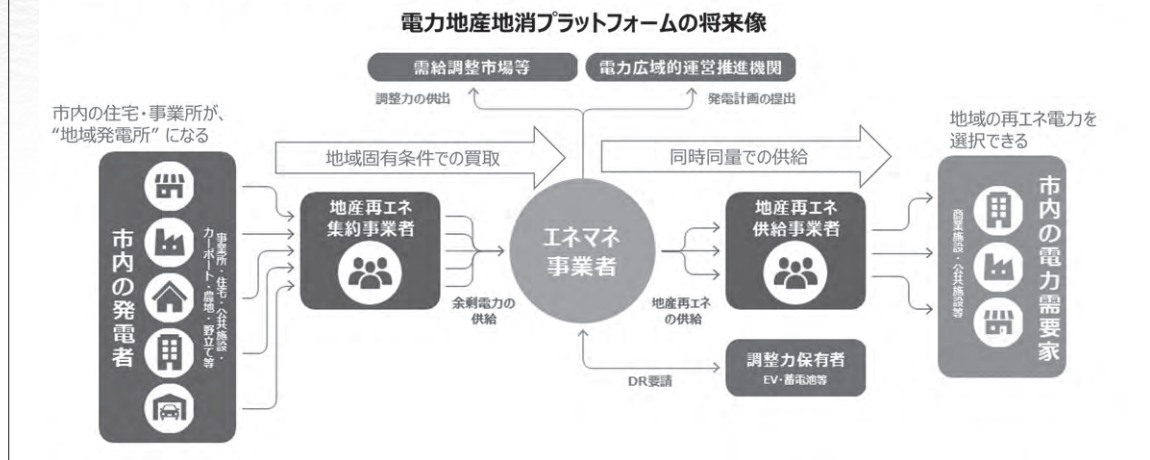 電力地産地消プラットフォームの将来像
需給調整市場等
電力広域的運営推進機関
調整力の供出
発電計画の提出
市内の住宅・事業所が、
“地域発電所” になる
地域固有条件での買取
同時同量での供給
地域の再エネ電力を
選択できる
市内の発電者
事業所・住宅・公共施設・
カーポート・農地・野立て等
地産再エネ
集約事業者
余剰電力の
供給
エネマネ
事業者
地産再エネ
の供給
地産再エネ
供給事業者
商業施設・公共施設等
市内の電力需要家
DR要請
調整力保有者
EV・蓄電池等